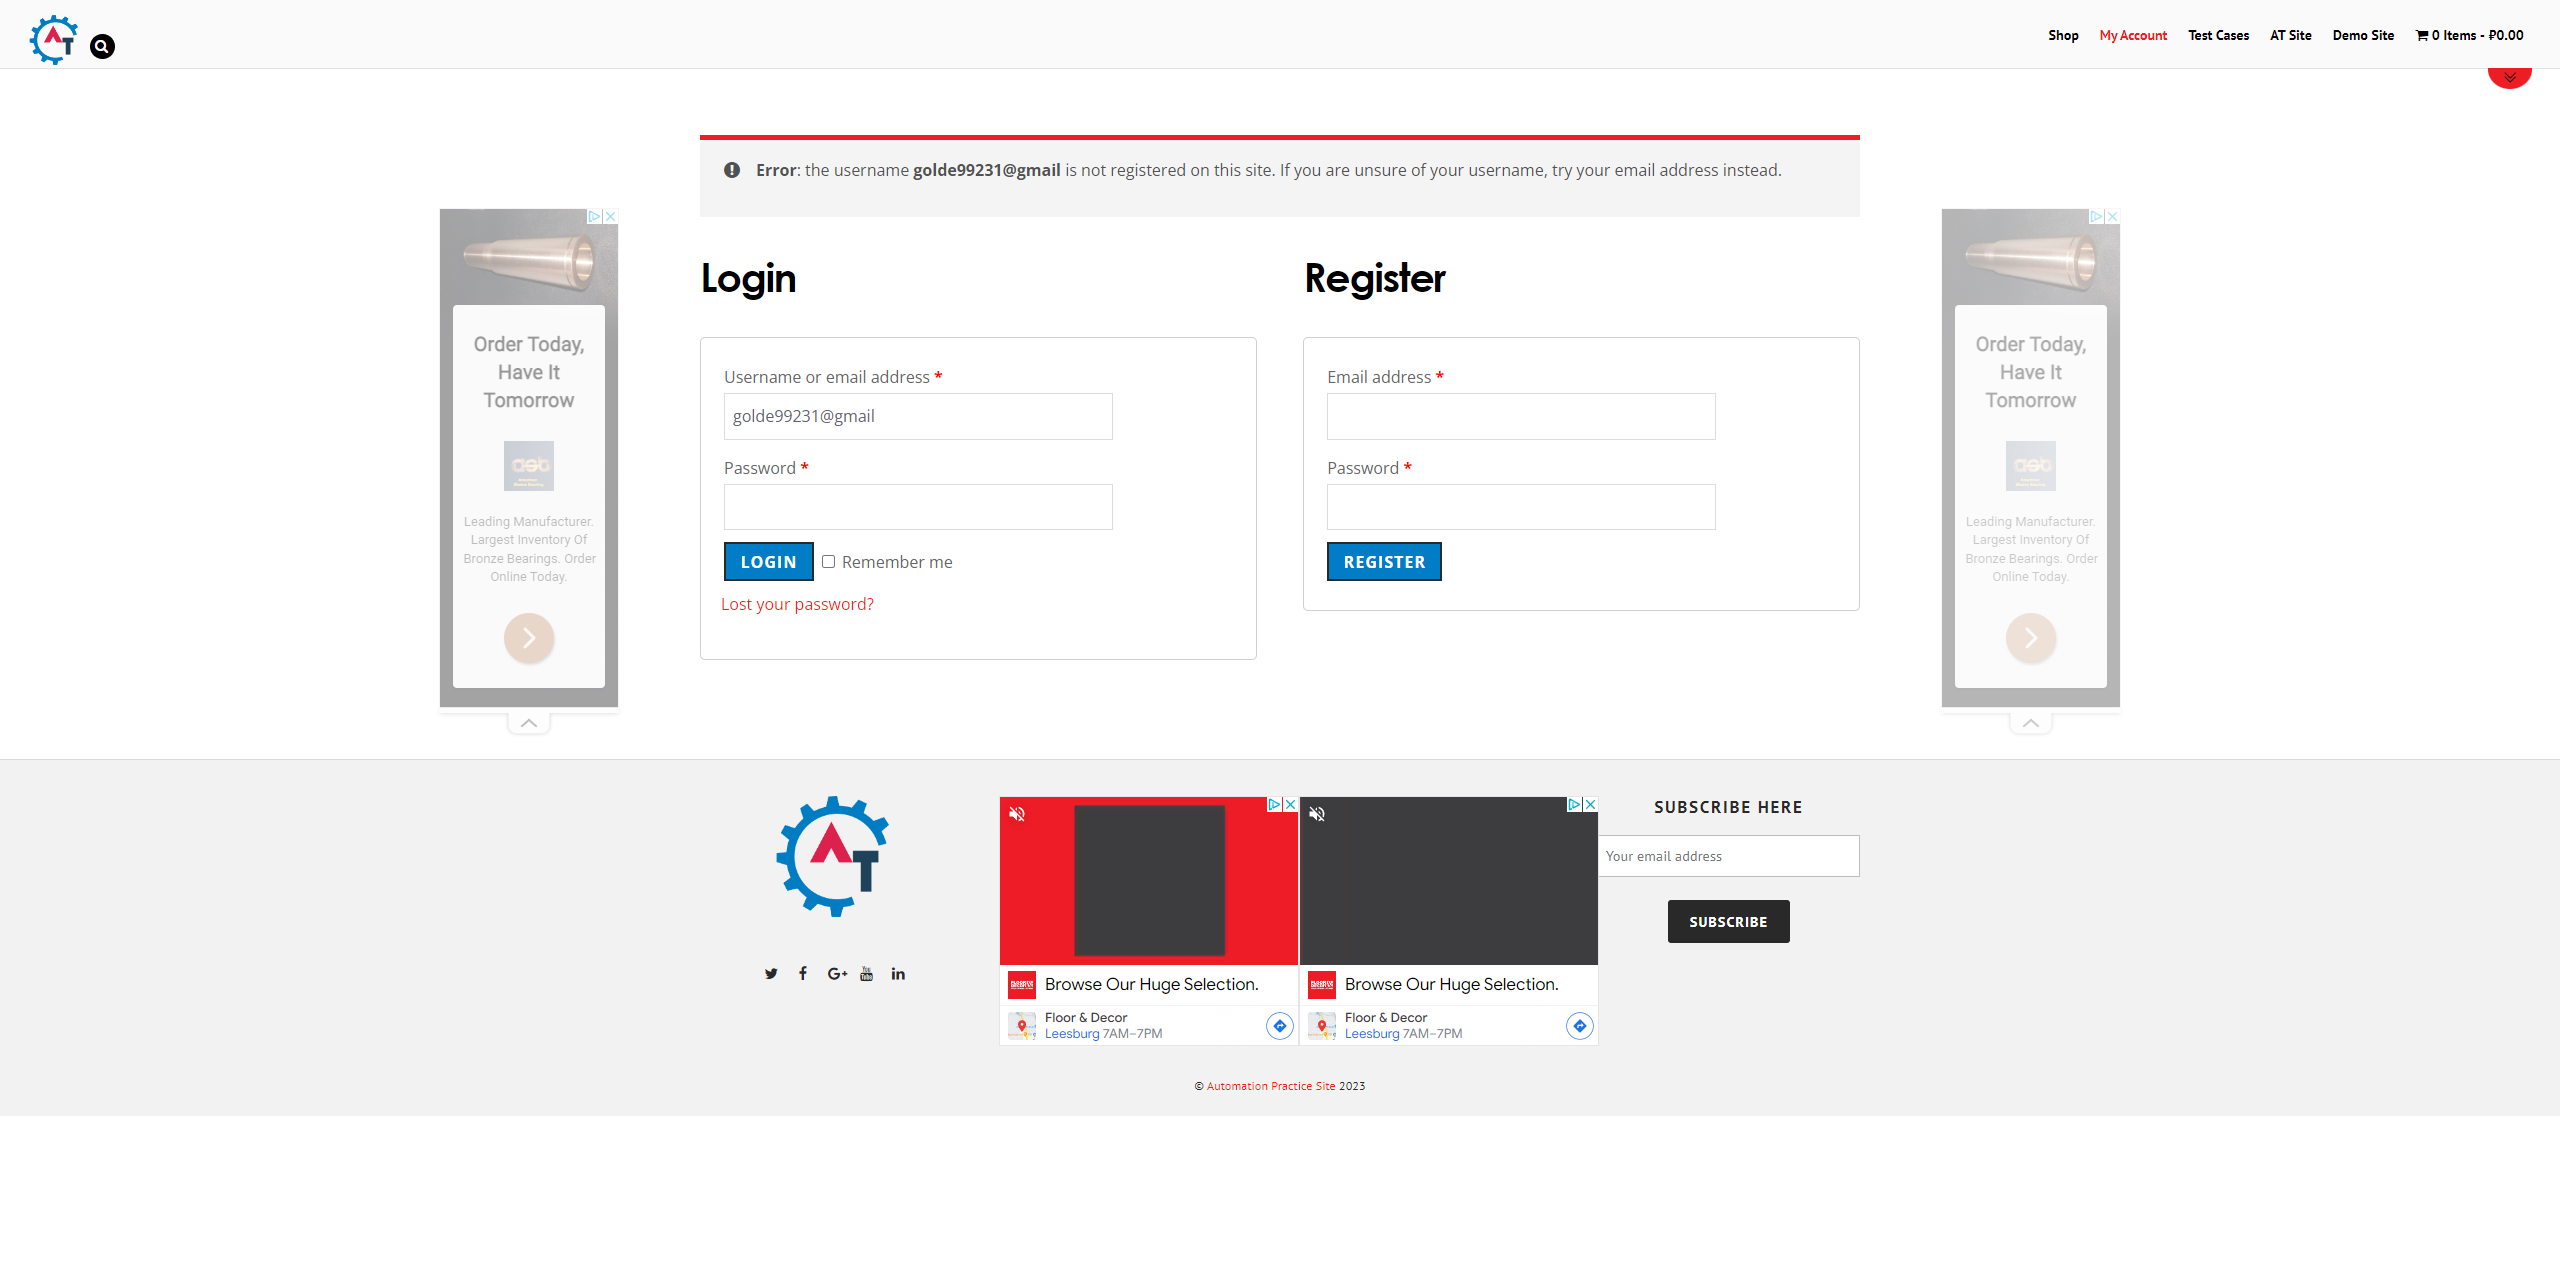 AT
Shop
My Account
Test Cases
AT Site
Demo Site
0 Items - ₽0.00
Error: the username golde99231@gmail is not registered on this site. If you are unsure of your username, try your email address instead.
Login
Username or email address *
golde99231@gmail
Password *
LOGIN
Remember me
Lost your password?
Register
Email address *
Password *
REGISTER
Order Today,
Have It
Tomorrow
Leading Manufacturer.
Largest Inventory Of
Bronze Bearings. Order
Online Today.
Order Today,
Have It
Tomorrow
Leading Manufacturer.
Largest Inventory Of
Bronze Bearings. Order
Online Today.
AT
Browse Our Huge Selection.
Floor & Decor
Leesburg 7AM–7PM
Browse Our Huge Selection.
Floor & Decor
Leesburg 7AM–7PM
SUBSCRIBE HERE
Your email address
SUBSCRIBE
© Automation Practice Site 2023